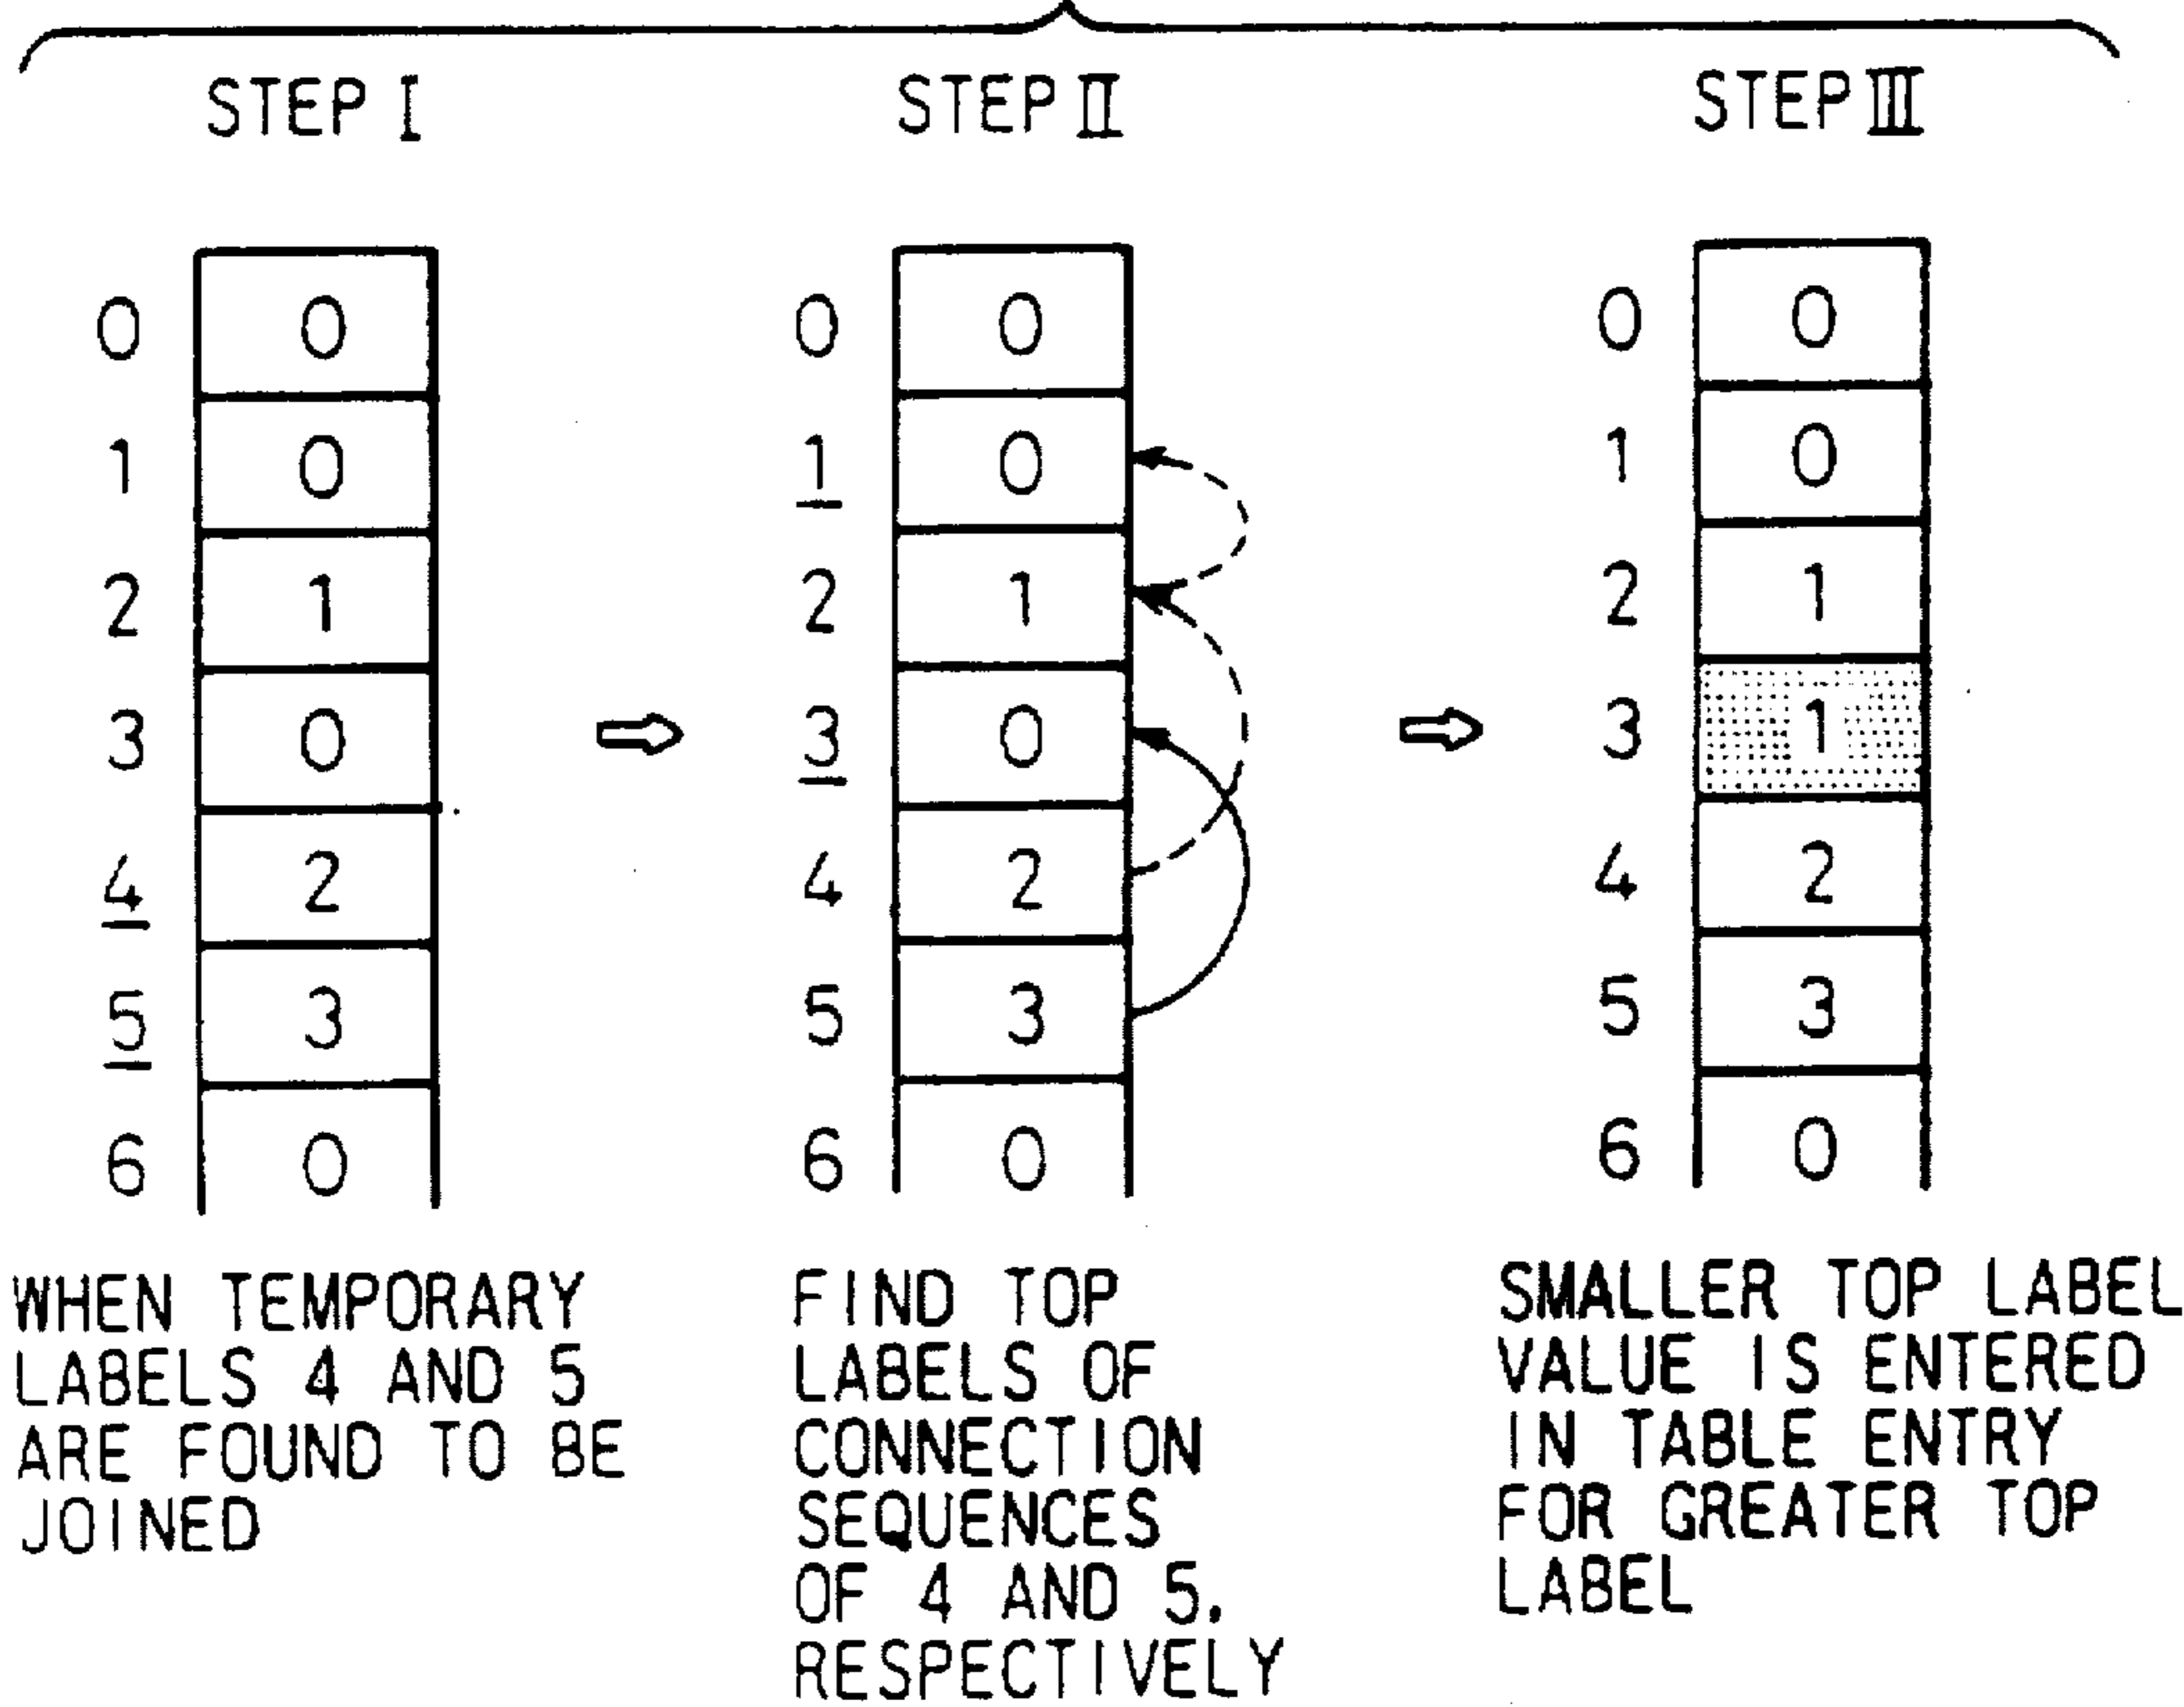 STEP I
STEP II
STEP III
0 0
1 0
2 1
3 0
4 2
5 3
6 0
0 0
1 0
2 1
3 0
4 2
5 3
6 0
0 0
1 0
2 1
3 1
4 2
5 3
6 0
WHEN TEMPORARY
LABELS 4 AND 5
ARE FOUND TO BE
JOINED
FIND TOP
LABELS OF
CONNECTION
SEQUENCES
OF 4 AND 5.
RESPECTIVELY
SMALLER TOP LABEL
VALUE IS ENTERED
IN TABLE ENTRY
FOR GREATER TOP
LABEL